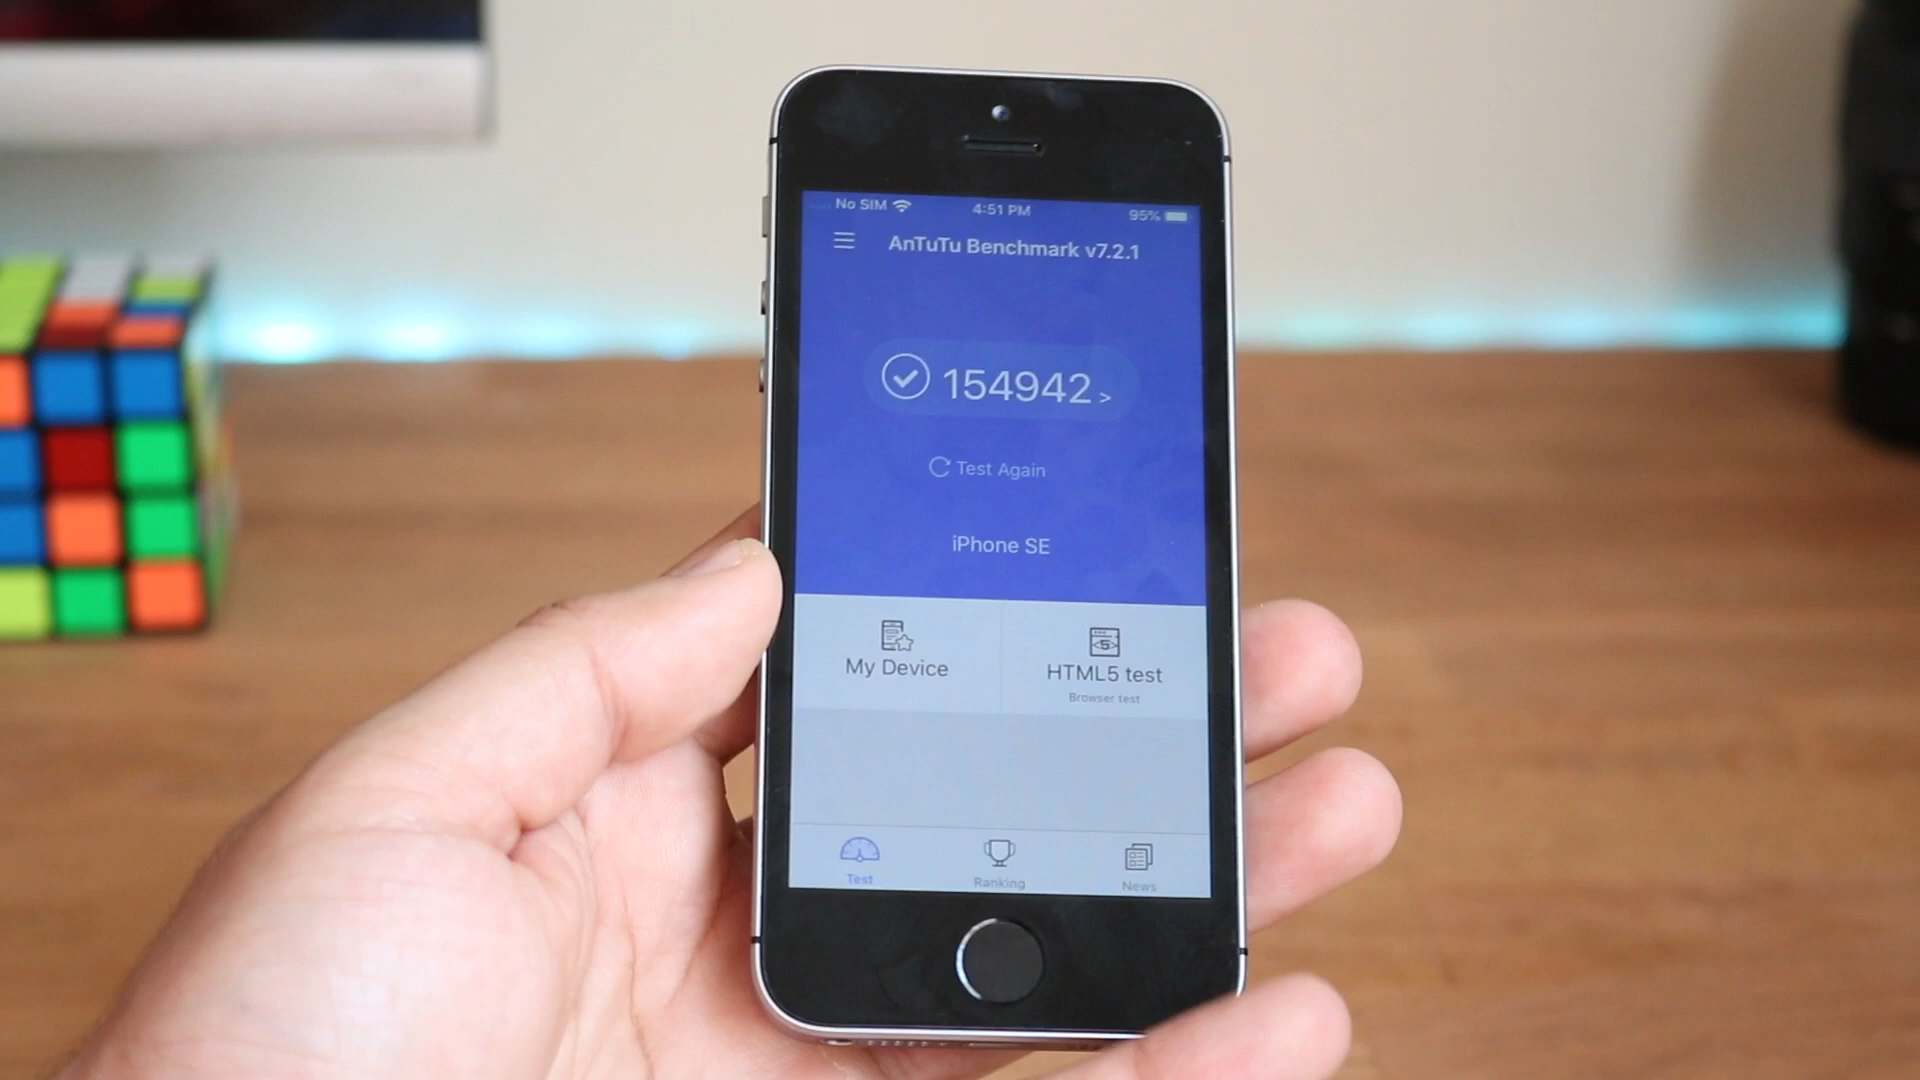 No SIM 4:51 PM 95%
AnTuTu Benchmark v7.2.1
154942 >
Test Again
iPhone SE
My Device
HTML5 test
Browser test
Test Ranking News